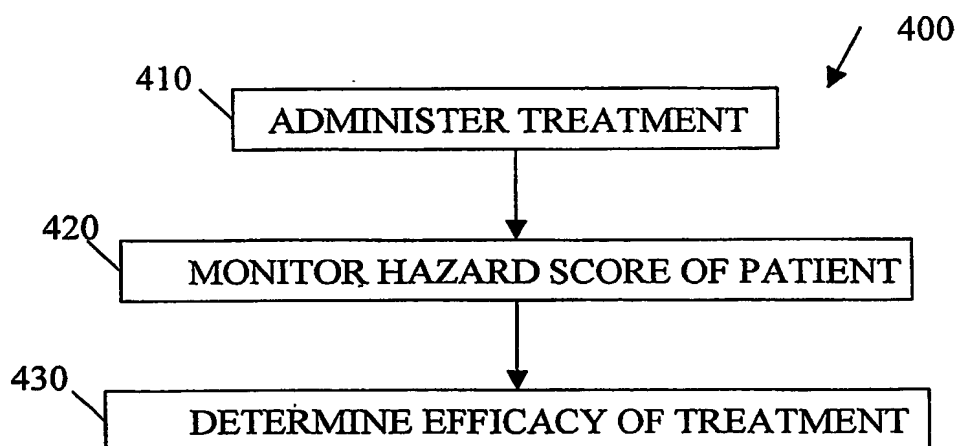 400
410
ADMINISTER TREATMENT
420
MONITOR HAZARD SCORE OF PATIENT
430
DETERMINE EFFICACY OF TREATMENT